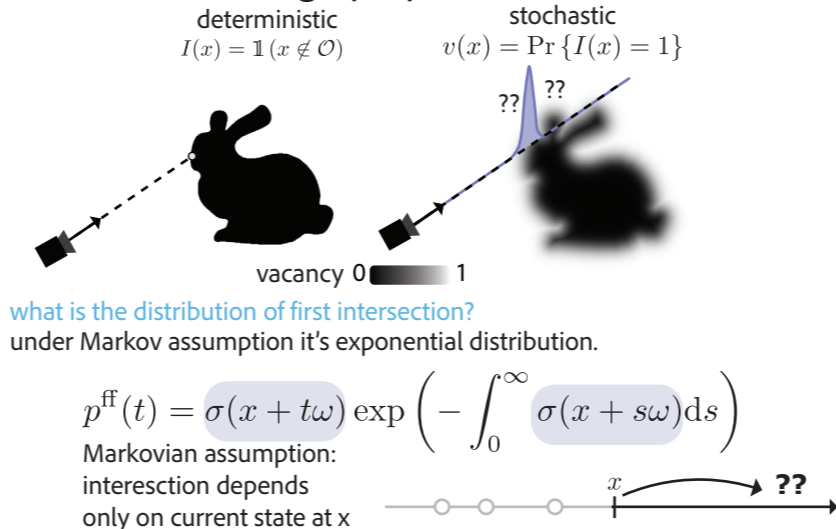 deterministic
I(x) = 𝟙 (x ∉ 𝒪)
stochastic
v(x) = Pr {I(x) = 1}
?? ??
vacancy 0 1
what is the distribution of first intersection?
under Markov assumption it's exponential distribution.
p^ff(t) = σ(x + tω) exp ( − ∫_0^∞ σ(x + sω)ds )
Markovian assumption:
interesction depends
only on current state at x
x ??